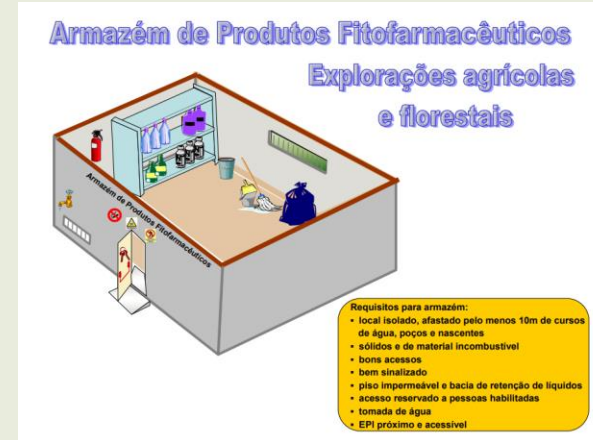 Armazém de Produtos Fitofarmacêuticos
Explorações agrícolas
e florestais
Armazém de Produtos Fitofarmacêuticos
Requisitos para armazém:
• local isolado, afastado pelo menos 10m de cursos
de água, poços e nascentes
• sólidos e de material incombustível
• bons acessos
• bem sinalizado
• piso impermeável e bacia de retenção de líquidos
• acesso reservado a pessoas habilitadas
• tomada de água
• EPI próximo e acessível